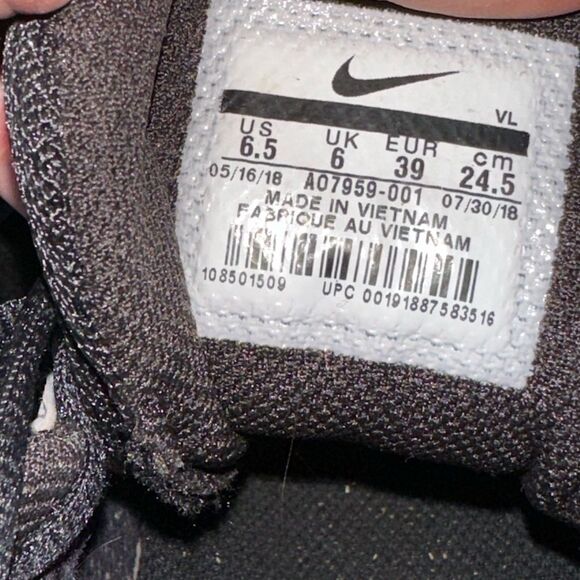 VL
US UK EUR cm
6.5 6 39 24.5
05/16/18 AO7959-001 07/30/18
MADE IN VIETNAM
FABRIQUE AU VIETNAM
108501509 UPC 00191887583516